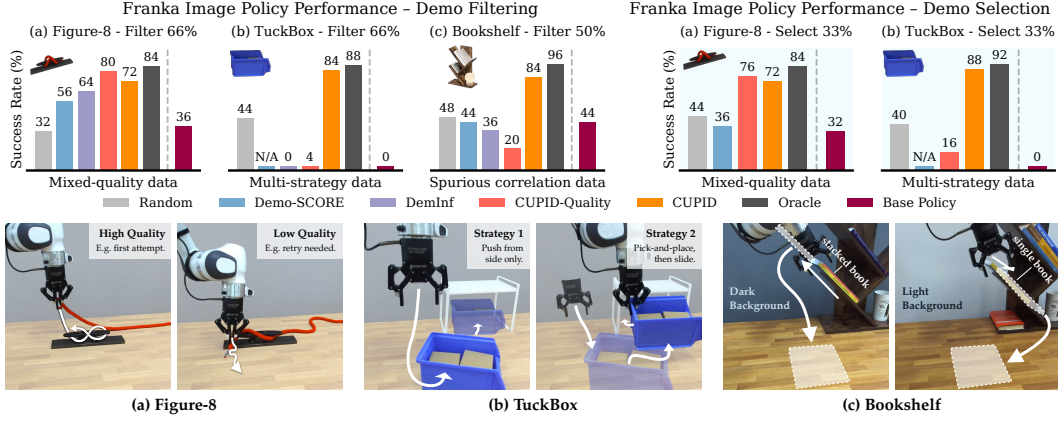 Franka Image Policy Performance – Demo Filtering
Franka Image Policy Performance – Demo Selection
(a) Figure-8 - Filter 66%
(b) TuckBox - Filter 66%
(c) Bookshelf - Filter 50%
(a) Figure-8 - Select 33%
(b) TuckBox - Select 33%
Success Rate (%)
32
56
64
80
72
84
36
Mixed-quality data
44
N/A
0
4
84
88
0
Multi-strategy data
48
44
36
20
84
96
44
Spurious correlation data
Success Rate (%)
44
36
76
72
84
32
Mixed-quality data
40
N/A
16
88
92
0
Multi-strategy data
Random
Demo-SCORE
DemInf
CUPID-Quality
CUPID
Oracle
Base Policy
High Quality
E.g. first attempt.
Low Quality
E.g. retry needed.
Strategy 1
Push from
side only.
Strategy 2
Pick-and-place,
then slide.
stacked book
Dark
Background
single book
Light
Background
(a) Figure-8
(b) TuckBox
(c) Bookshelf